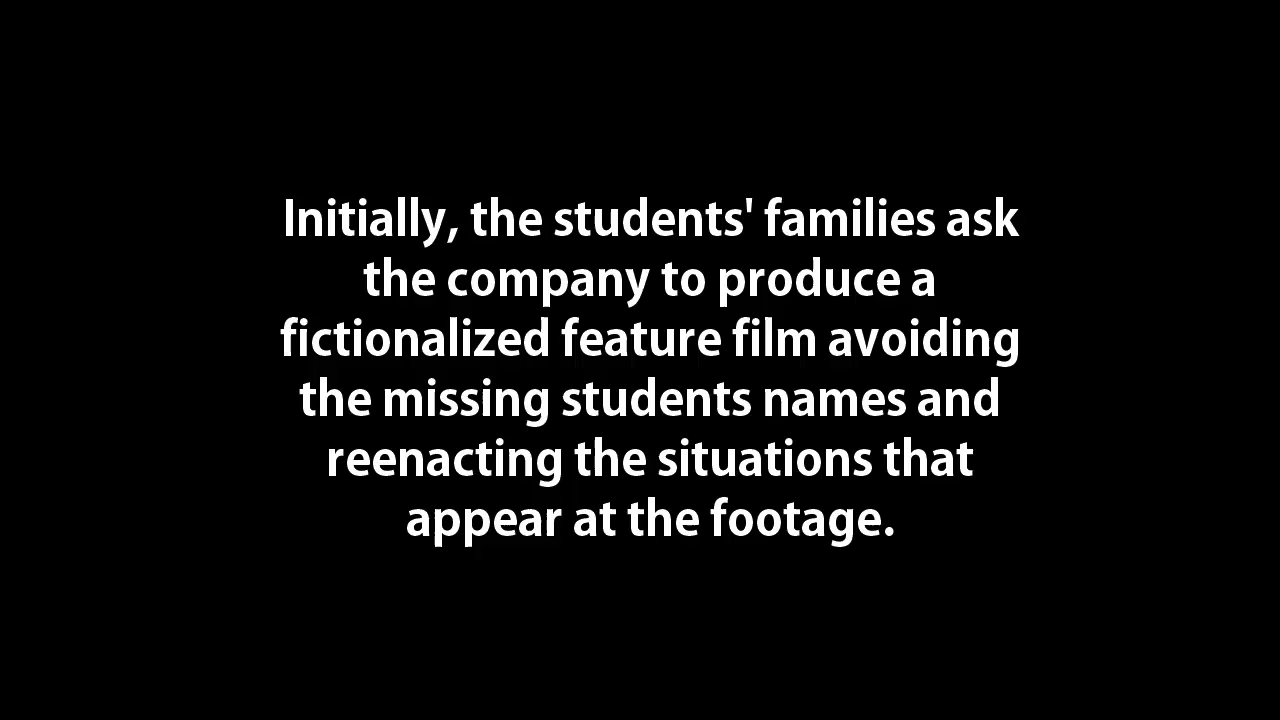 Initially, the students' families ask
the company to produce a
fictionalized feature film avoiding
the missing students names and
reenacting the situations that
appear at the footage.